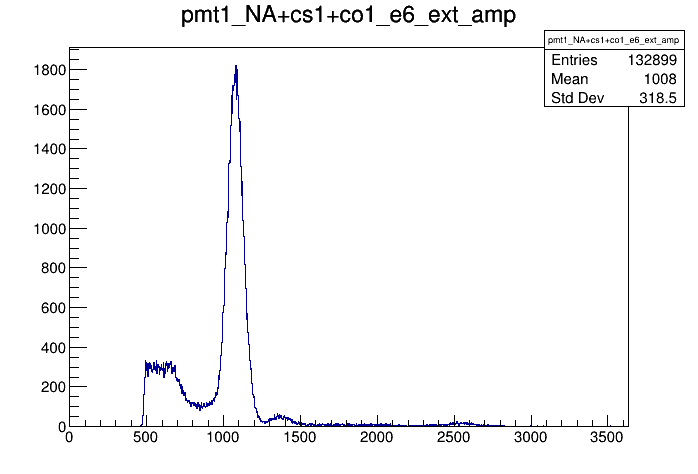 pmt1_NA+cs1+co1_e6_ext_amp
pmt1_NA+cs1+co1_e6_ext_amp
Entries 132899
Mean 1008
Std Dev 318.5
1800
1600
1400
1200
1000
800
600
400
200
0
0 500 1000 1500 2000 2500 3000 3500